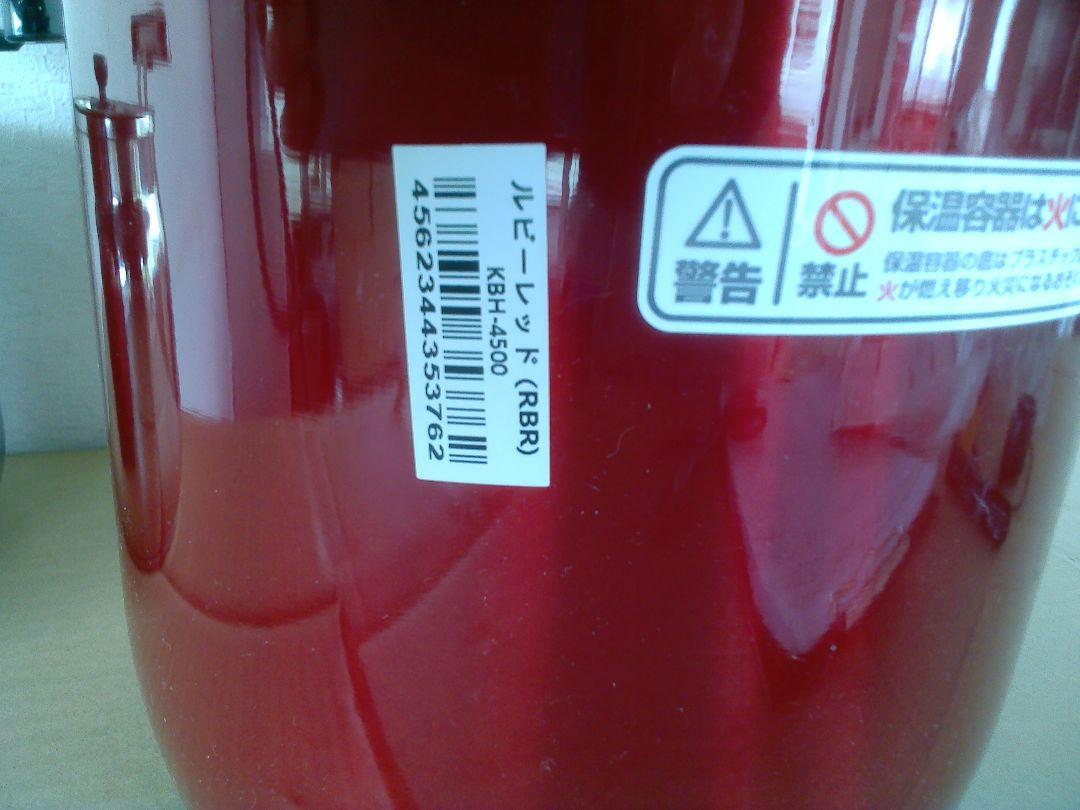 ルビーレッド (RBR)
KBH-4500
4562344353762
警告
禁止
保温容器は火に
保温容器の底はプラスチック
火が燃え移り火災になるおそ